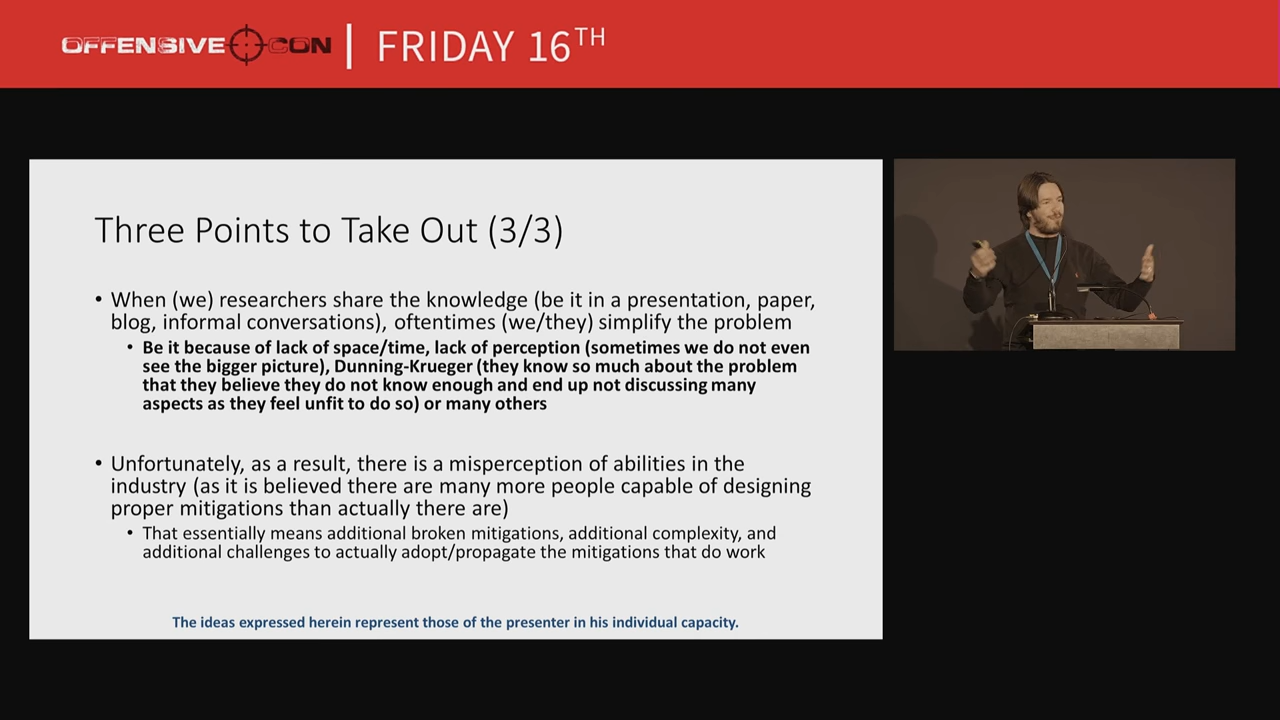 OFFENSIVE CON | FRIDAY 16TH
Three Points to Take Out (3/3)
• When (we) researchers share the knowledge (be it in a presentation, paper,
blog, informal conversations), oftentimes (we/they) simplify the problem
• Be it because of lack of space/time, lack of perception (sometimes we do not even
see the bigger picture), Dunning-Krueger (they know so much about the problem
that they believe they do not know enough and end up not discussing many
aspects as they feel unfit to do so) or many others
• Unfortunately, as a result, there is a misperception of abilities in the
industry (as it is believed there are many more people capable of designing
proper mitigations than actually there are)
• That essentially means additional broken mitigations, additional complexity, and
additional challenges to actually adopt/propagate the mitigations that do work
The ideas expressed herein represent those of the presenter in his individual capacity.